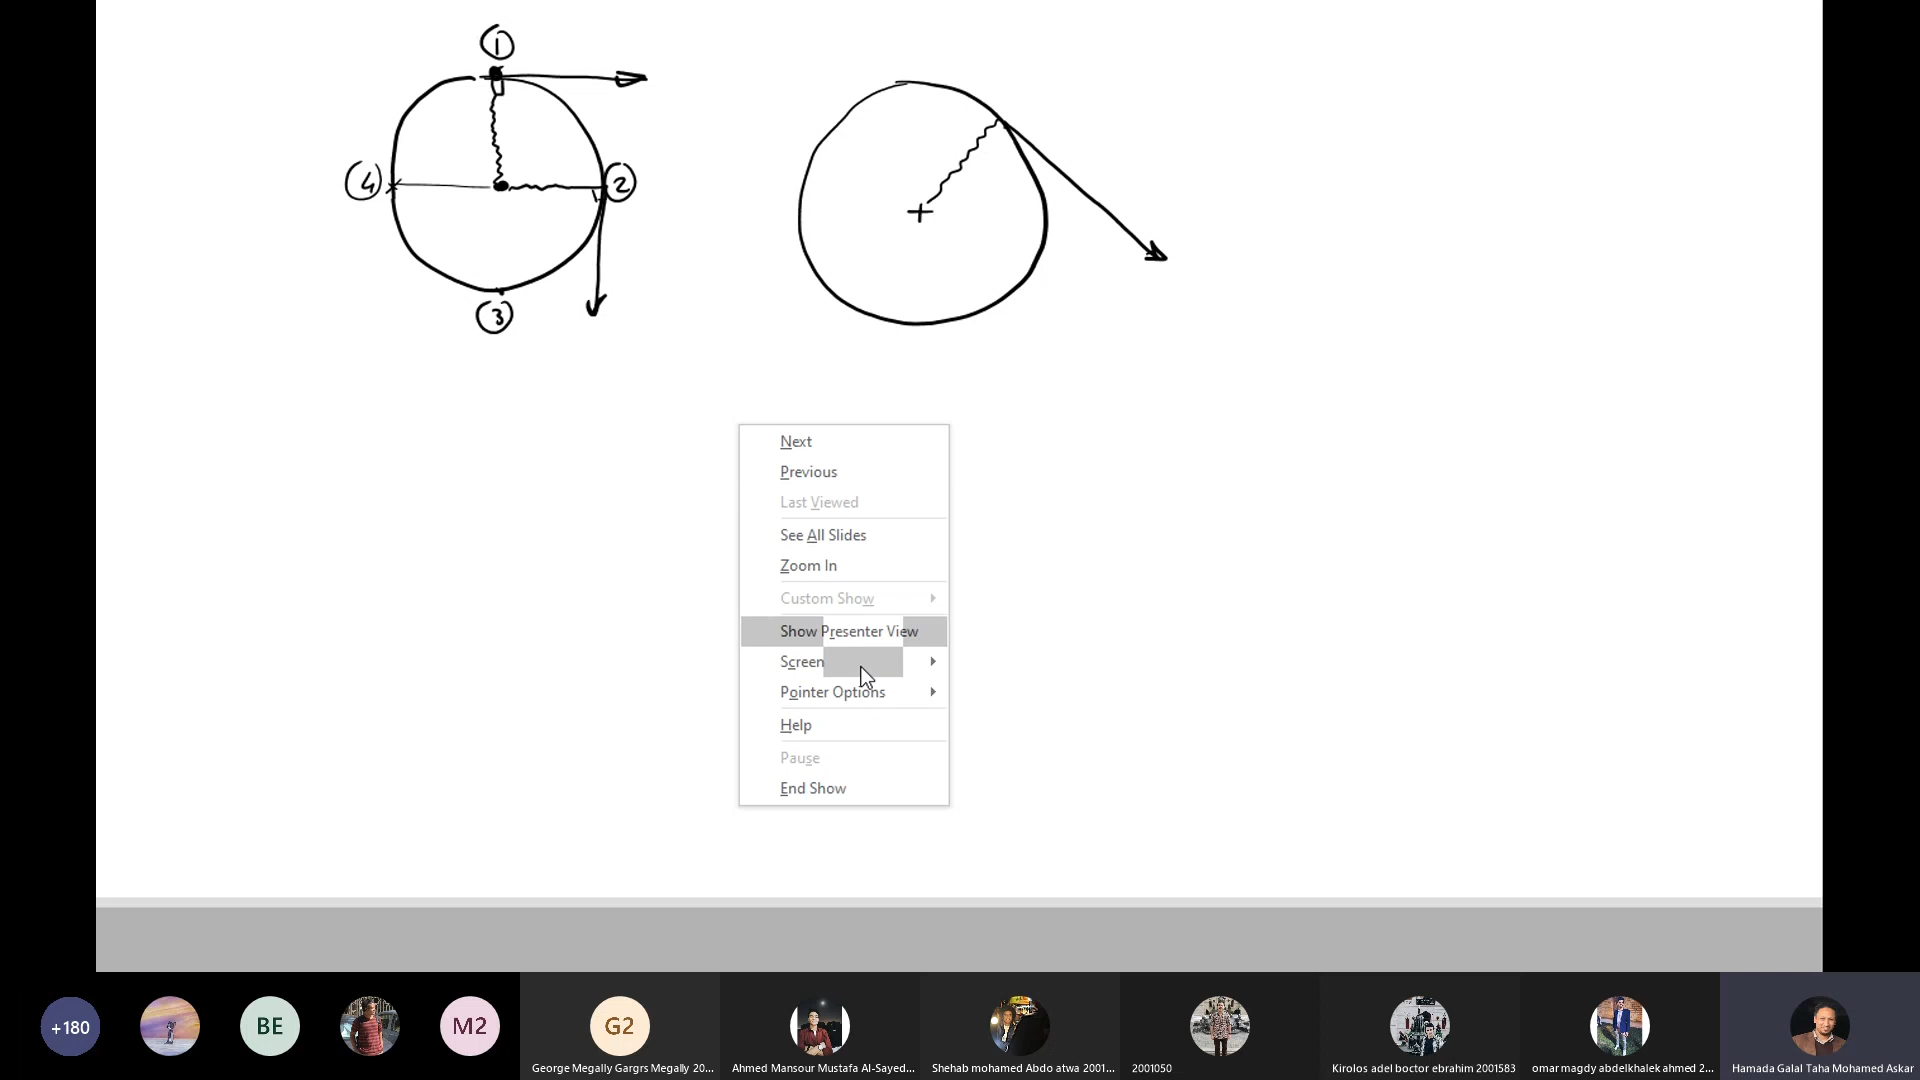 1
4
2
3
Next
Previous
Last Viewed
See All Slides
Zoom In
Custom Show
Show Presenter View
Screen
Pointer Options
Help
Pause
End Show
+180
BE
M2
G2
George Megally Gargrs Megally 20...
Ahmed Mansour Mustafa Al-Sayed...
Shehab mohamed Abdo atwa 2001...
2001050
Kirolos adel boctor ebrahim 2001583
omar magdy abdelkhalek ahmed 2...
Hamada Galal Taha Mohamed Askar